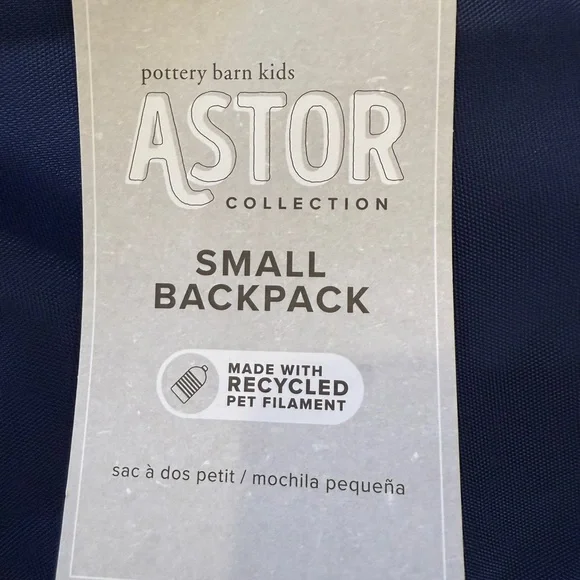 pottery barn kids
ASTOR
COLLECTION
SMALL
BACKPACK
MADE WITH
RECYCLED
PET FILAMENT
sac à dos petit / mochila pequeña